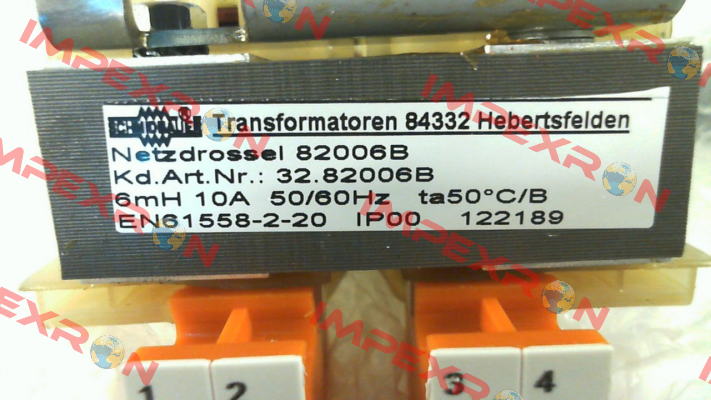 SCHMIDBAUER® Transformatoren 84332 Hebertsfelden
Netzdrossel 82006B
Kd.Art.Nr.: 32.82006B
6mH 10A 50/60Hz ta50°C/B
EN61558-2-20 IP00 122189
1 2 3 4
IMPEXRON